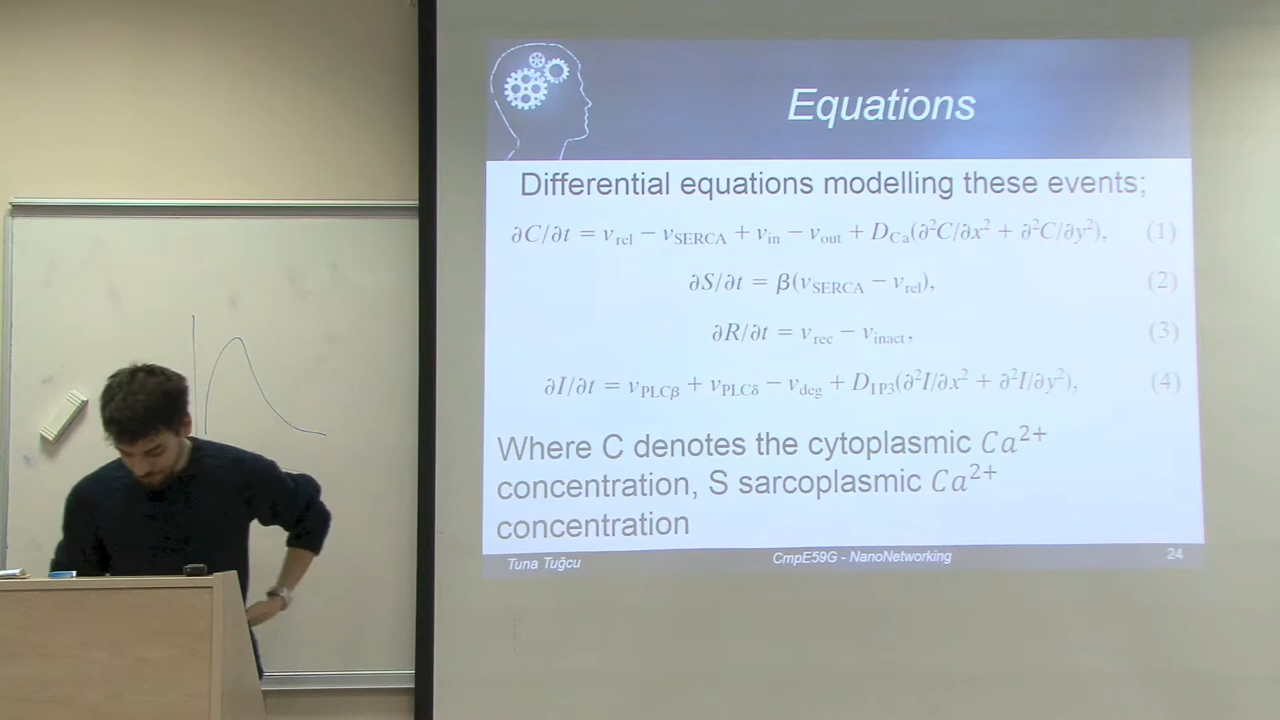 Equations
Differential equations modelling these events;
∂C/∂t = v_rel − v_SERCA + v_in − v_out + D_Ca(∂²C/∂x² + ∂²C/∂y²), (1)
∂S/∂t = β(v_SERCA − v_rel), (2)
∂R/∂t = v_rec − v_inact, (3)
∂I/∂t = v_PLCβ + v_PLCδ − v_deg + D_IP3(∂²I/∂x² + ∂²I/∂y²), (4)
Where C denotes the cytoplasmic Ca²⁺
concentration, S sarcoplasmic Ca²⁺
concentration
Tuna Tuğcu CmpE59G - NanoNetworking 24